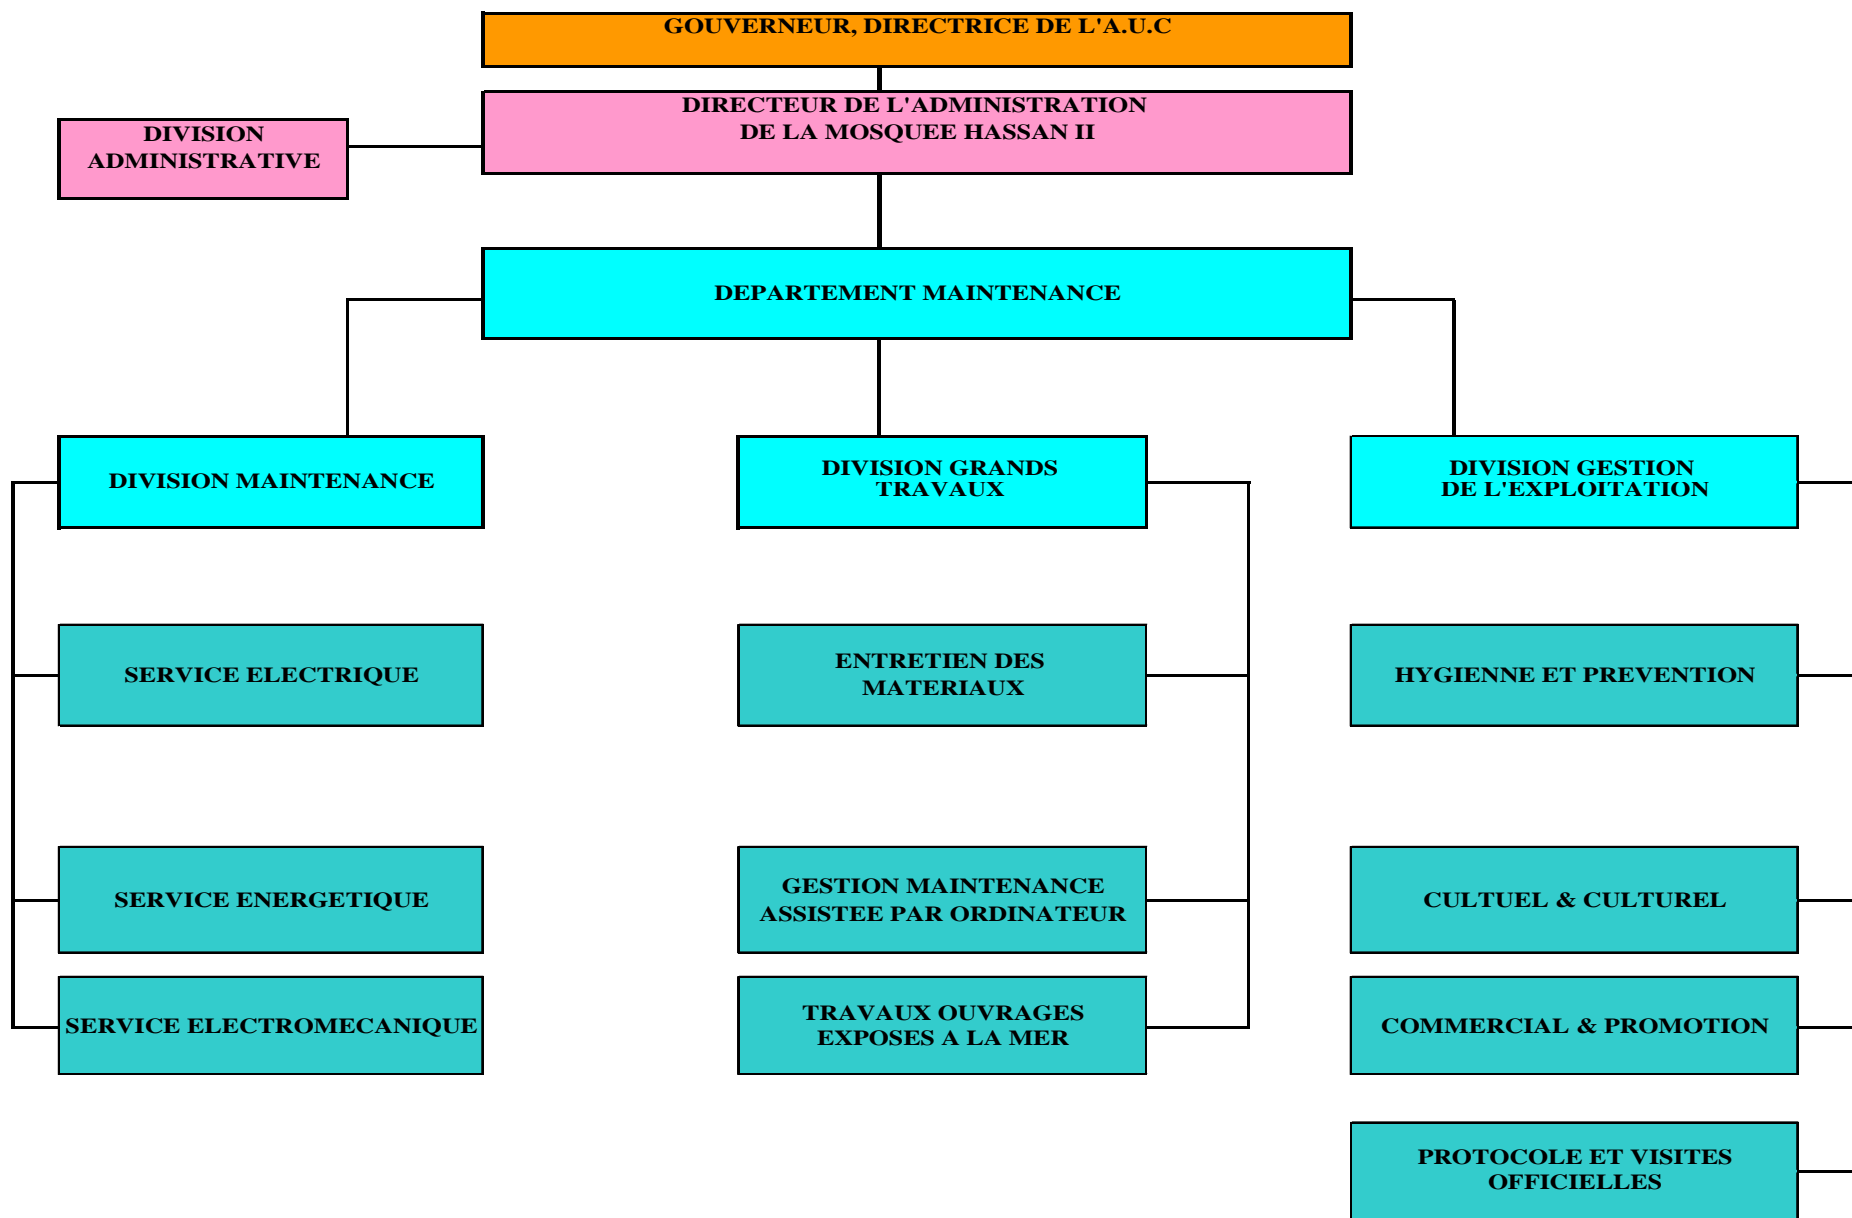 GOUVERNEUR, DIRECTRICE DE L'A.U.C
DIRECTEUR DE L'ADMINISTRATION
DE LA MOSQUEE HASSAN II
DIVISION
ADMINISTRATIVE
DEPARTEMENT MAINTENANCE
DIVISION MAINTENANCE
DIVISION GRANDS
TRAVAUX
DIVISION GESTION
DE L'EXPLOITATION
SERVICE ELECTRIQUE
ENTRETIEN DES
MATERIAUX
HYGIENNE ET PREVENTION
SERVICE ENERGETIQUE
GESTION MAINTENANCE
ASSISTEE PAR ORDINATEUR
CULTUEL & CULTUREL
SERVICE ELECTROMECANIQUE
TRAVAUX OUVRAGES
EXPOSES A LA MER
COMMERCIAL & PROMOTION
PROTOCOLE ET VISITES
OFFICIELLES